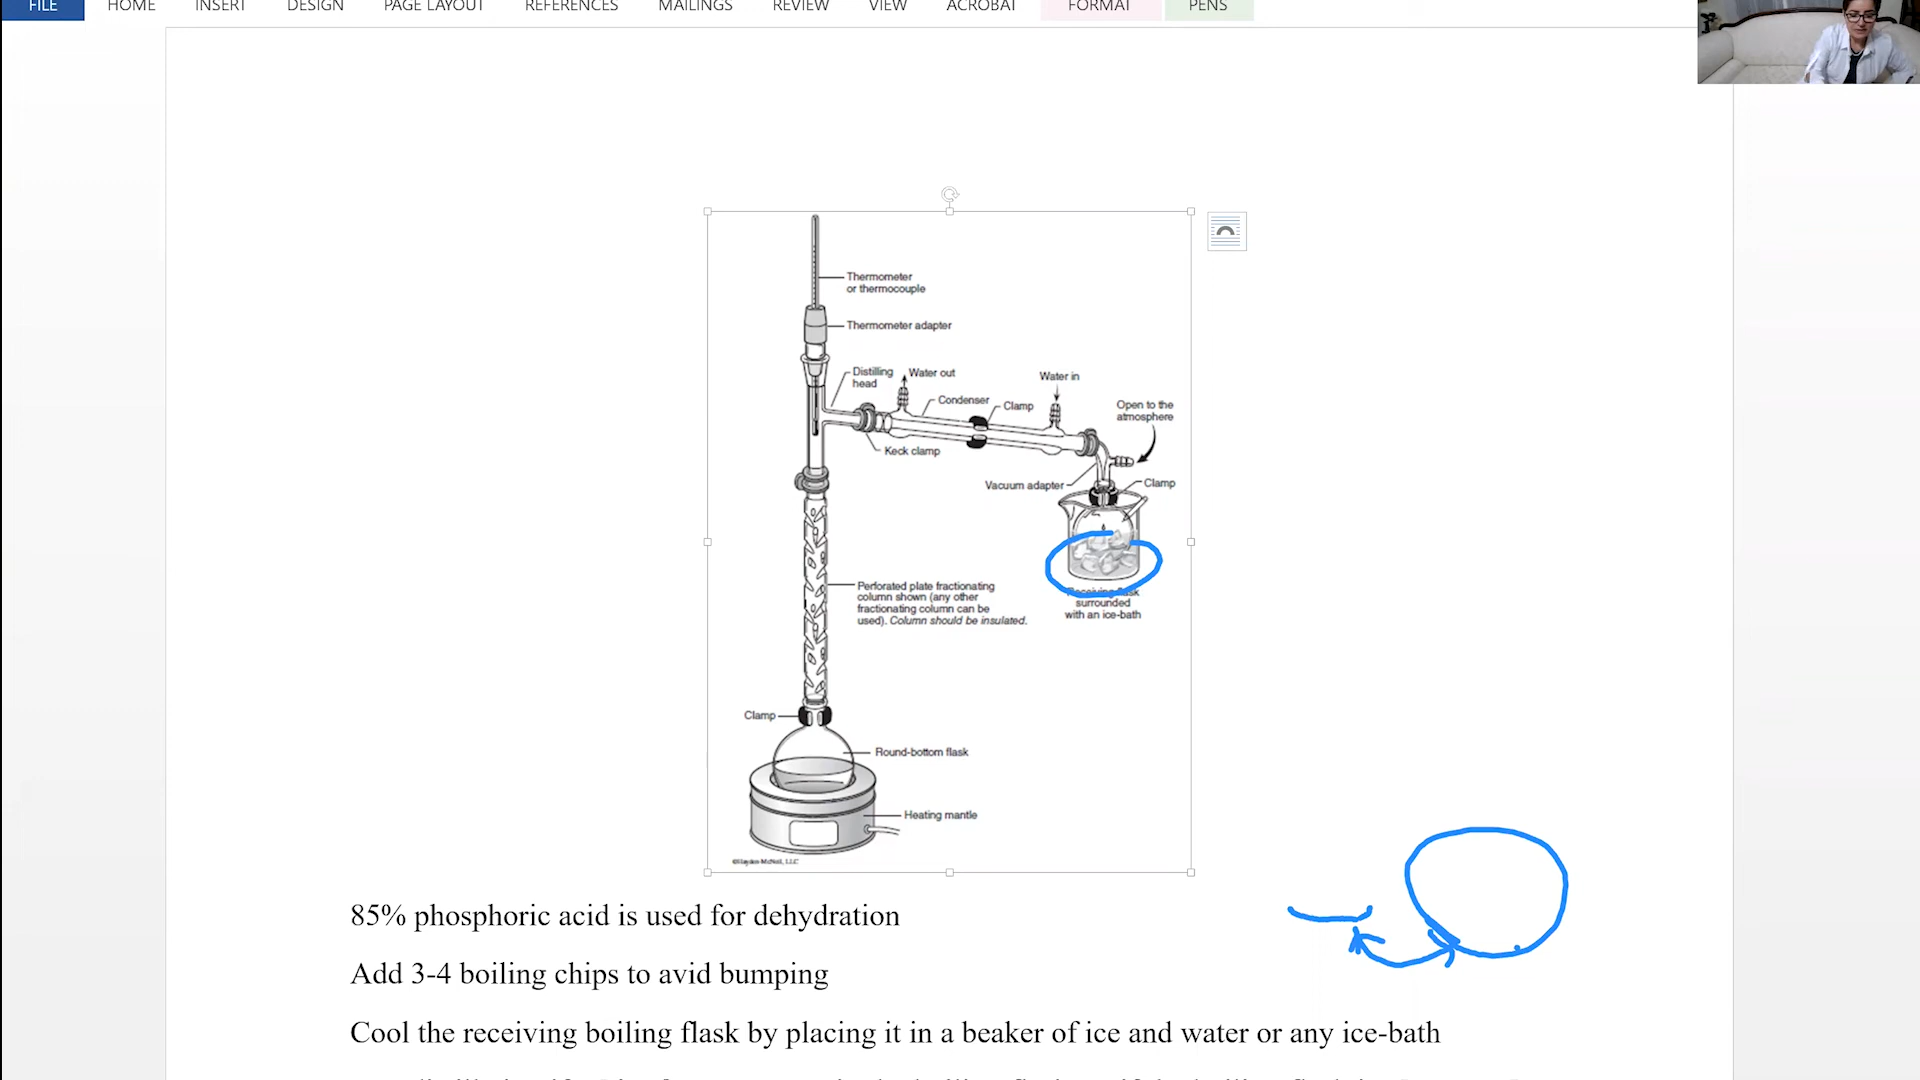 FILE HOME INSERT DESIGN PAGE LAYOUT REFERENCES MAILINGS REVIEW VIEW ACROBAT FORMAT PENS
Thermometer
or thermocouple
Thermometer adapter
Distilling
head
Water out
Water in
Condenser
Clamp
Open to the
atmosphere
Keck clamp
Vacuum adapter
Clamp
Perforated plate fractionating
column shown (any other
fractionating column can be
used). Column should be insulated.
Receiving flask
surrounded
with an ice-bath
Clamp
Round-bottom flask
Heating mantle
©Hayden-McNeil, LLC
85% phosphoric acid is used for dehydration
Add 3-4 boiling chips to avid bumping
Cool the receiving boiling flask by placing it in a beaker of ice and water or any ice-bath